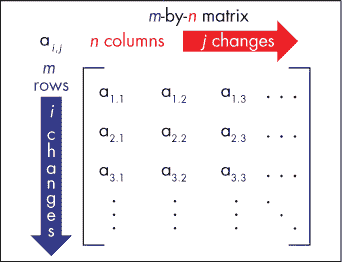 m-by-n matrix
a i,j n columns j changes
m
rows
i changes
a1.1 a1.2 a1.3 . . .
a2.1 a2.2 a2.3 . . .
a3.1 a3.2 a3.3 . . .
. . . .
. . . .
. . . .